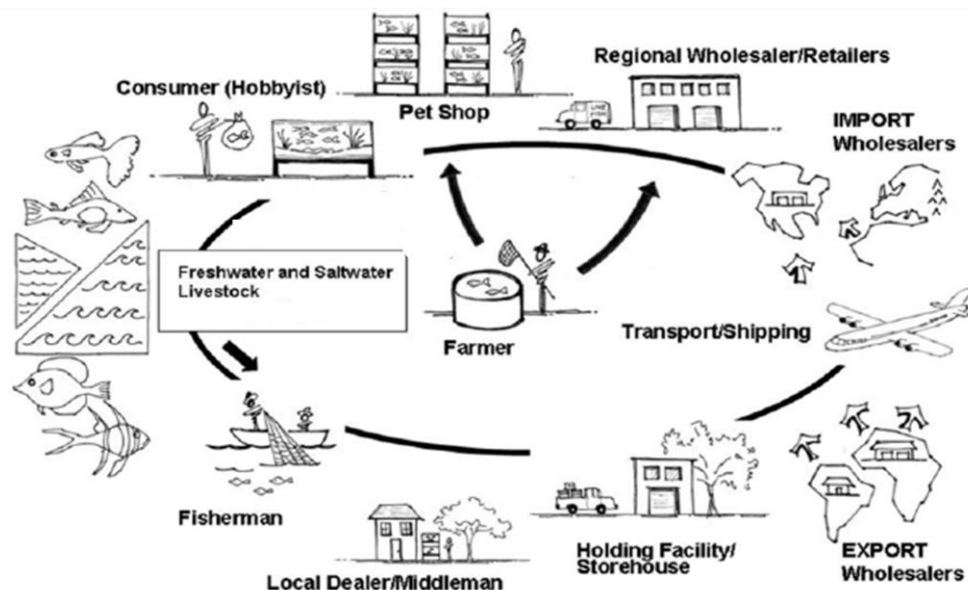 Consumer (Hobbyist)
Pet Shop
Regional Wholesaler/Retailers
IMPORT
Wholesalers
Freshwater and Saltwater
Livestock
Farmer
Transport/Shipping
Fisherman
Local Dealer/Middleman
Holding Facility/
Storehouse
EXPORT
Wholesalers